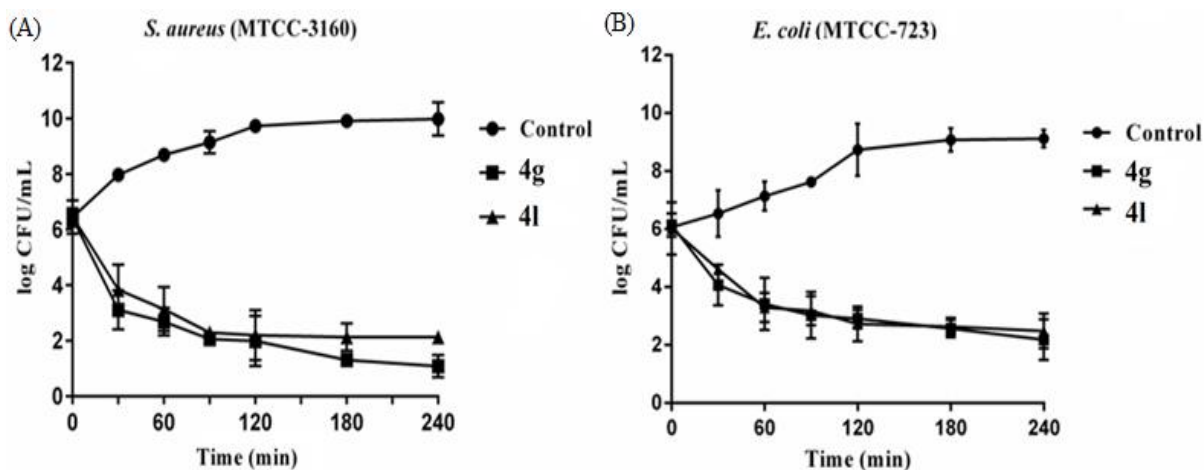 (A)
S. aureus (MTCC-3160)
12
10
8
6
4
2
0
log CFU/mL
0
60
120
180
240
Time (min)
Control
4g
4l
(B)
E. coli (MTCC-723)
12
10
8
6
4
2
0
log CFU/mL
0
60
120
180
240
Time (min)
Control
4g
4l